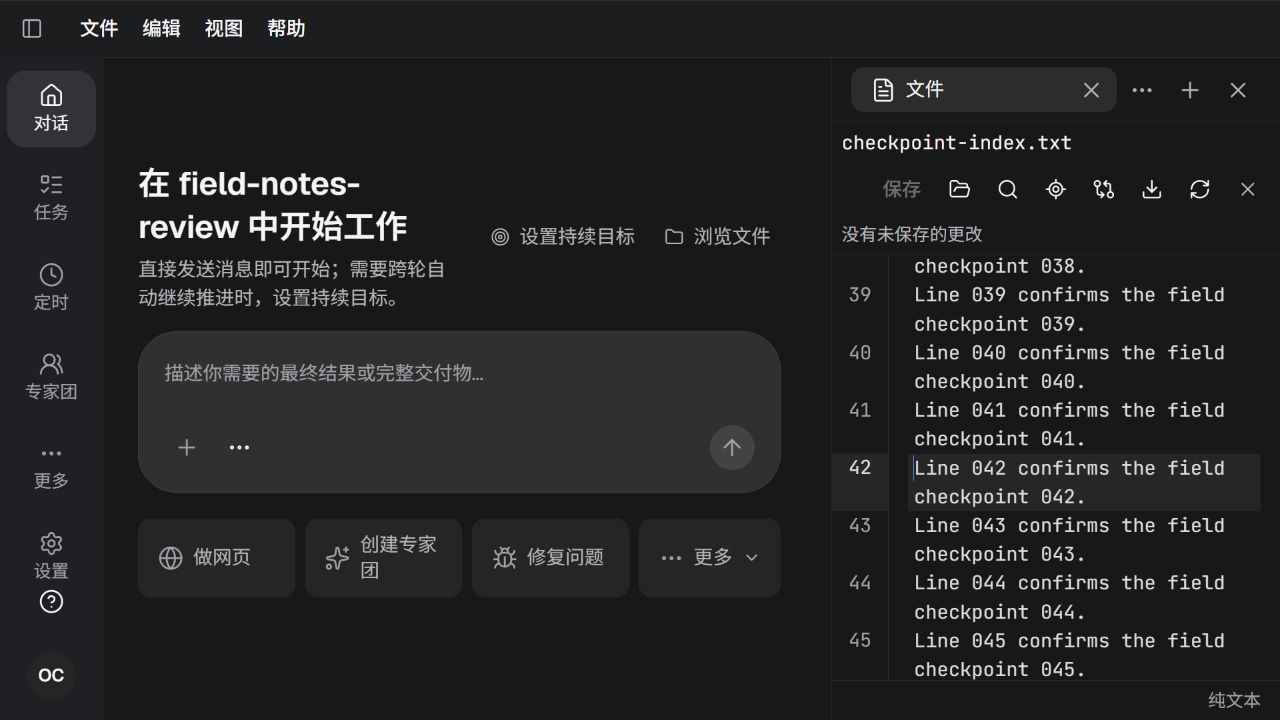 文件 编辑 视图 帮助
对话
任务
定时
专家团
更多
设置
OC
在 field-notes-
review 中开始工作
直接发送消息即可开始；需要跨轮自
动继续推进时，设置持续目标。
设置持续目标 浏览文件
描述你需要的最终结果或完整交付物...
做网页
创建专家
团
修复问题
更多
文件
checkpoint-index.txt
保存
没有未保存的更改
checkpoint 038.
39 Line 039 confirms the field
checkpoint 039.
40 Line 040 confirms the field
checkpoint 040.
41 Line 041 confirms the field
checkpoint 041.
42 Line 042 confirms the field
checkpoint 042.
43 Line 043 confirms the field
checkpoint 043.
44 Line 044 confirms the field
checkpoint 044.
45 Line 045 confirms the field
checkpoint 045.
纯文本